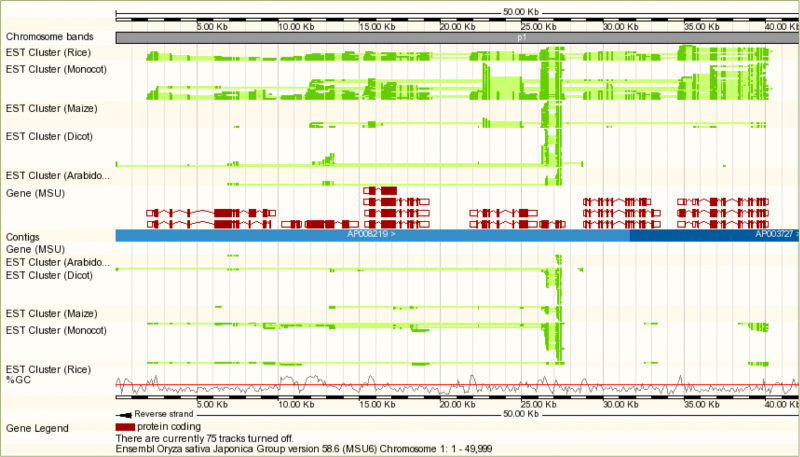 50.00 Kb
5.00 Kb 10.00 Kb 15.00 Kb 20.00 Kb 25.00 Kb 30.00 Kb 35.00 Kb 40.00 Kb
Chromosome bands p1
EST Cluster (Rice)
EST Cluster (Monocot)
EST Cluster (Maize)
EST Cluster (Dicot)
EST Cluster (Arabido...
Gene (MSU)
Contigs AP008219 > AP003727 >
Gene (MSU)
EST Cluster (Arabido...
EST Cluster (Dicot)
EST Cluster (Maize)
EST Cluster (Monocot)
EST Cluster (Rice)
%GC
5.00 Kb 10.00 Kb 15.00 Kb 20.00 Kb 25.00 Kb 30.00 Kb 35.00 Kb 40.00 Kb
Reverse strand 50.00 Kb
Gene Legend protein coding
There are currently 75 tracks turned off.
Ensembl Oryza sativa Japonica Group version 58.6 (MSU6) Chromosome 1: 1 - 49,999